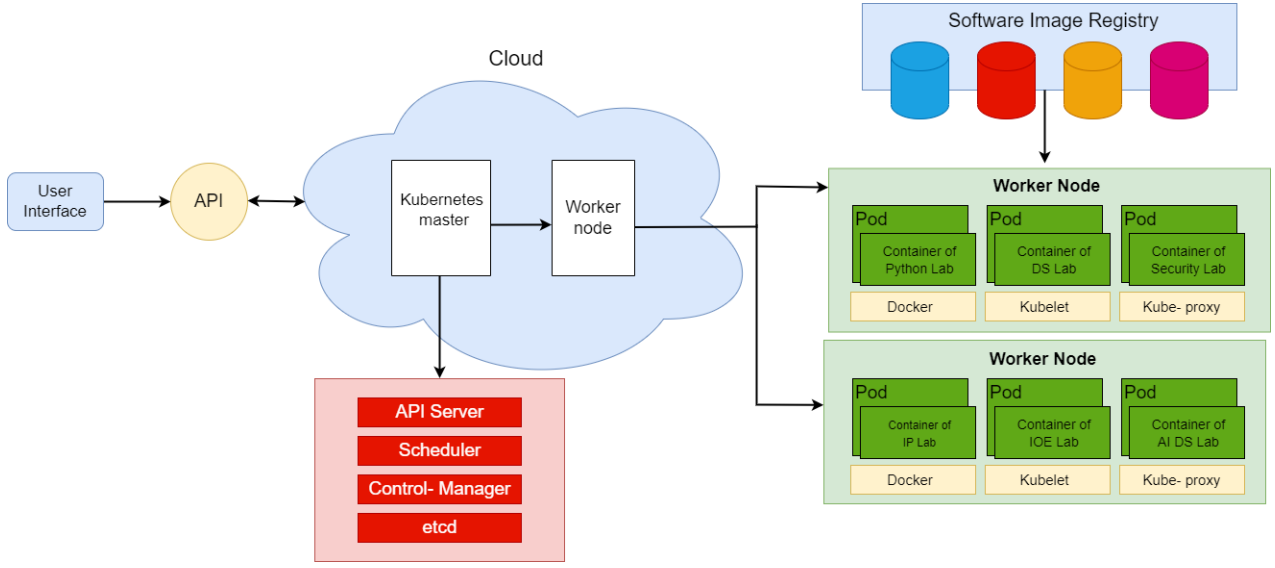 Software Image Registry
Cloud
User
Interface
API
Kubernetes
master
Worker
node
API Server
Scheduler
Control- Manager
etcd
Worker Node
Pod
Container of
Python Lab
Pod
Container of
DS Lab
Pod
Container of
Security Lab
Docker
Kubelet
Kube- proxy
Worker Node
Pod
Container of
IP Lab
Pod
Container of
IOE Lab
Pod
Container of
AI DS Lab
Docker
Kubelet
Kube- proxy